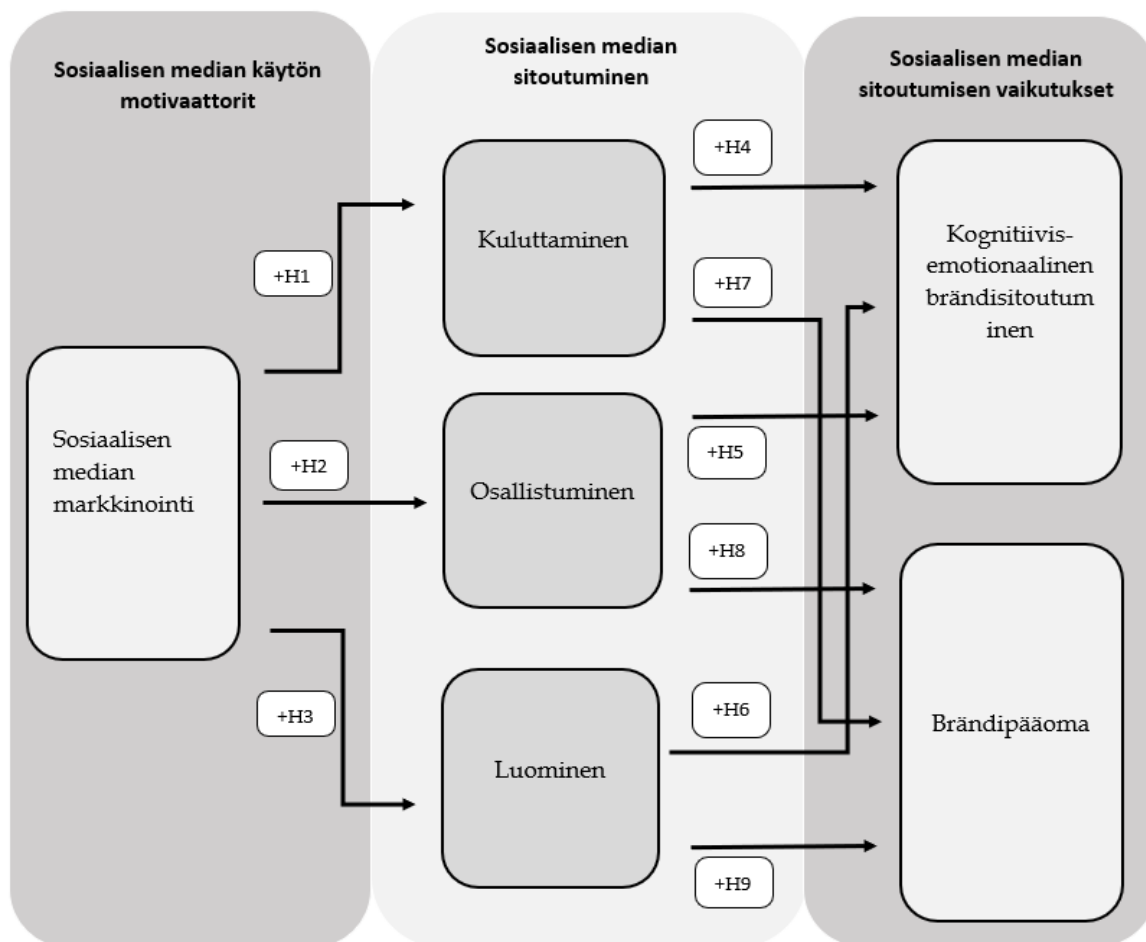 Sosiaalisen median käytön
motivaattorit
Sosiaalisen
median
markkinointi
+H1
+H2
+H3
Sosiaalisen median
sitoutuminen
Kuluttaminen
Osallistuminen
Luominen
+H4
+H7
+H5
+H8
+H6
+H9
Sosiaalisen median
sitoutumisen vaikutukset
Kognitiivis-
emotionaalinen
brändisitoutum
inen
Brändipääoma